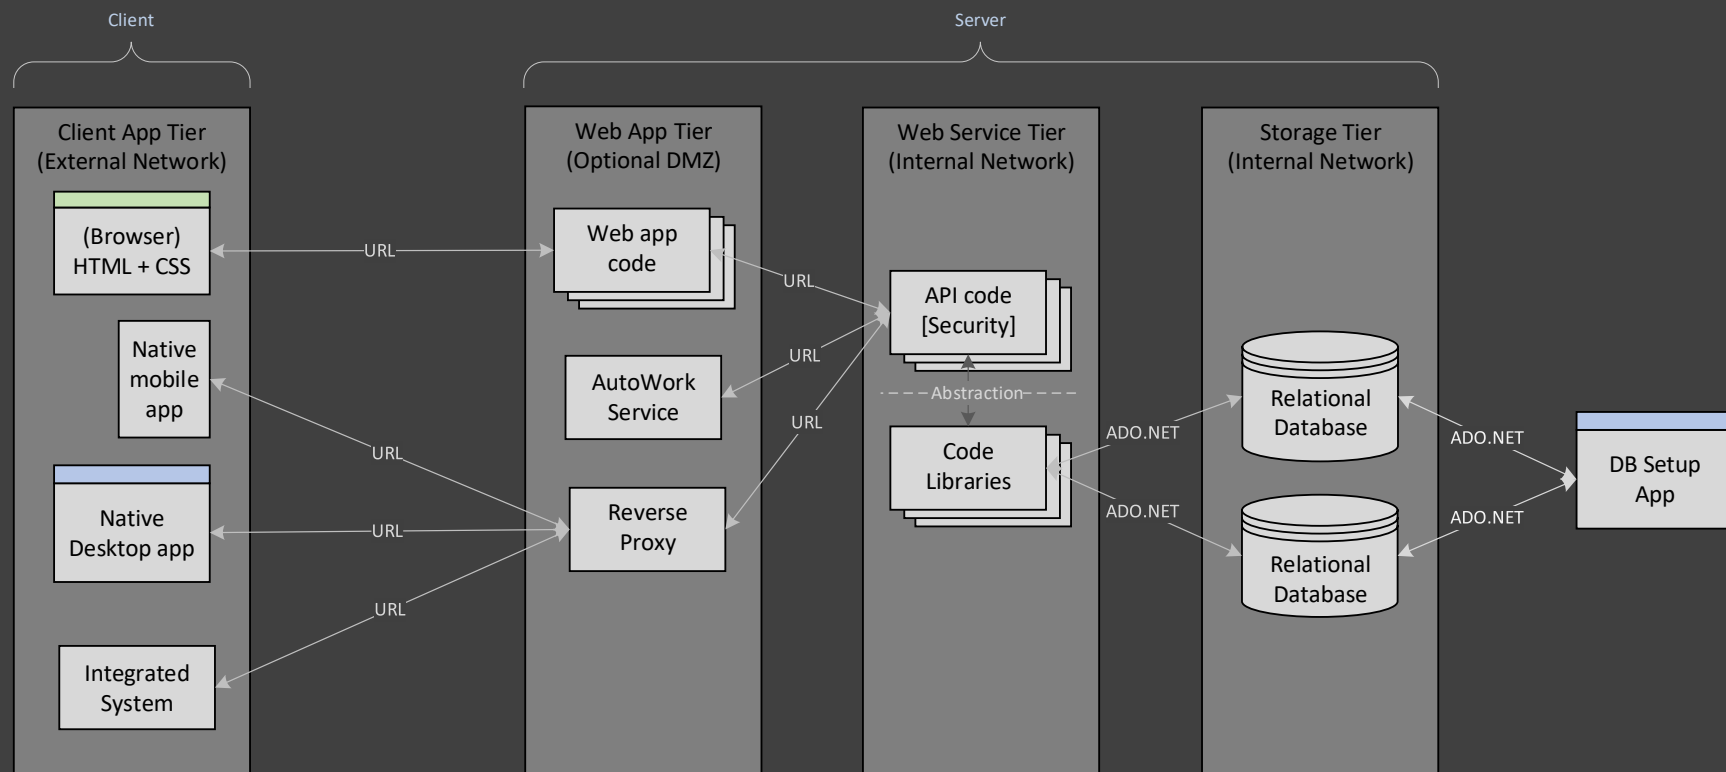 Client
Server
Client App Tier
(External Network)
(Browser)
HTML + CSS
Native
mobile
app
Native
Desktop app
Integrated
System
URL
URL
URL
URL
Web App Tier
(Optional DMZ)
Web app
code
AutoWork
Service
Reverse
Proxy
URL
URL
URL
Web Service Tier
(Internal Network)
API code
[Security]
Abstraction
Code
Libraries
ADO.NET
ADO.NET
Storage Tier
(Internal Network)
Relational
Database
Relational
Database
ADO.NET
ADO.NET
DB Setup
App